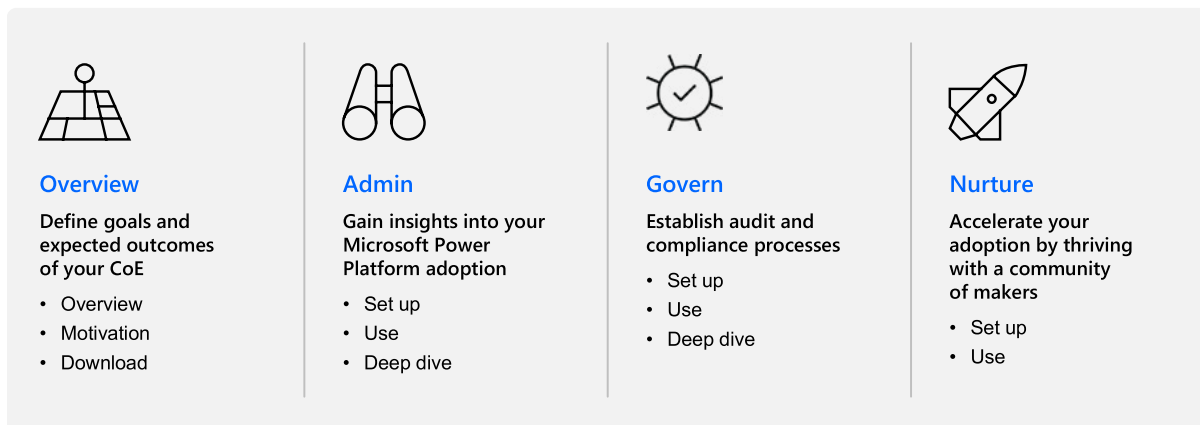 Overview
Define goals and
expected outcomes
of your CoE
• Overview
• Motivation
• Download
Admin
Gain insights into your
Microsoft Power
Platform adoption
• Set up
• Use
• Deep dive
Govern
Establish audit and
compliance processes
• Set up
• Use
• Deep dive
Nurture
Accelerate your
adoption by thriving
with a community
of makers
• Set up
• Use